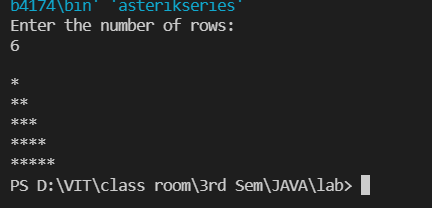 b4174\bin' 'asterikseries'
Enter the number of rows:
6

*
**
***
****
*****
PS D:\VIT\class room\3rd Sem\JAVA\lab>